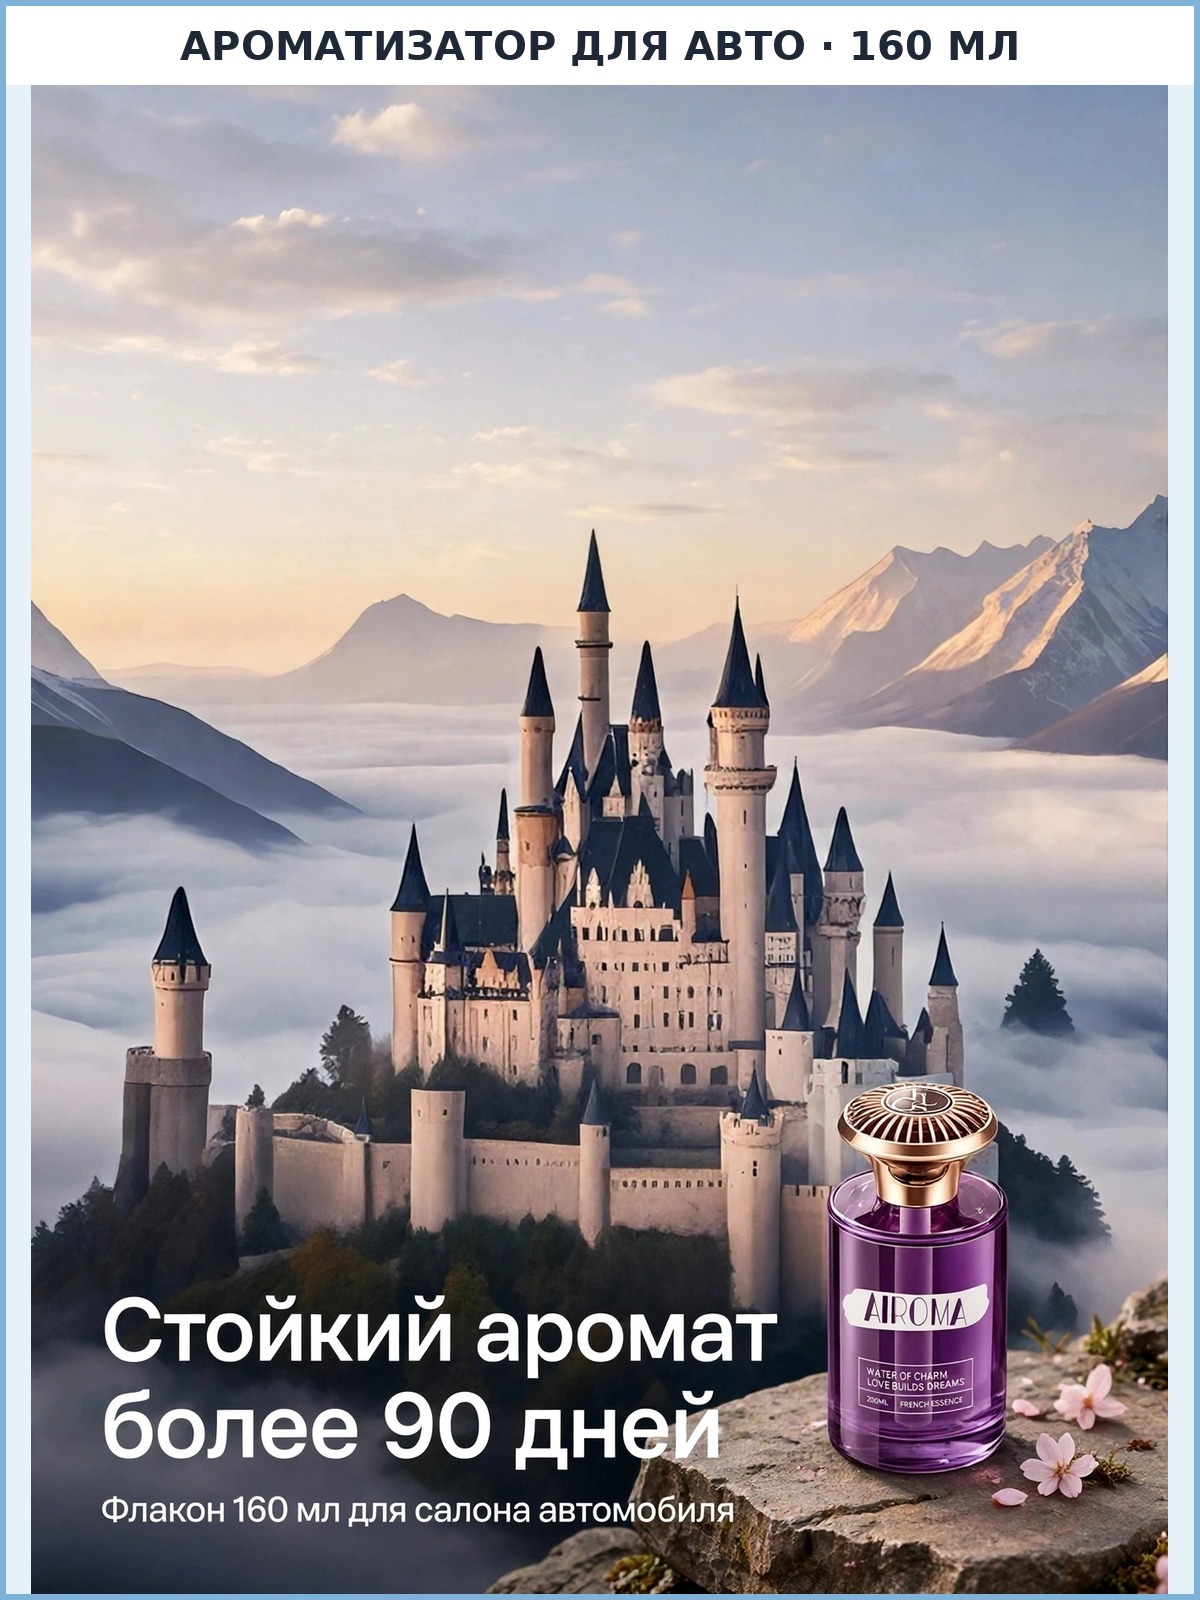 АРОМАТИЗАТОР ДЛЯ АВТО · 160 МЛ
AIROMA
WATER OF CHARM
LOVE BUILDS DREAMS
200ML FRENCH ESSENCE
Стойкий аромат
более 90 дней
Флакон 160 мл для салона автомобиля